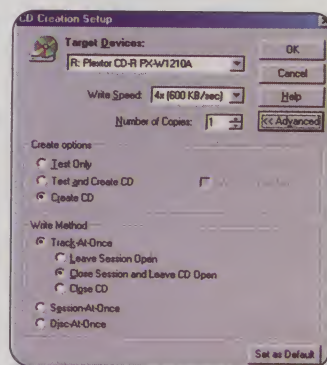 CD Creation Setup
Target Devices:
R: Plextor CD-R PX-W1210A
OK
Cancel
Write Speed: 4x (600 KB/sec)
Help
Number of Copies: 1
<< Advanced
Create options
Test Only
Test and Create CD
Create CD
Write Method
Track-At-Once
Leave Session Open
Close Session and Leave CD Open
Close CD
Session-At-Once
Disc-At-Once
Set as Default